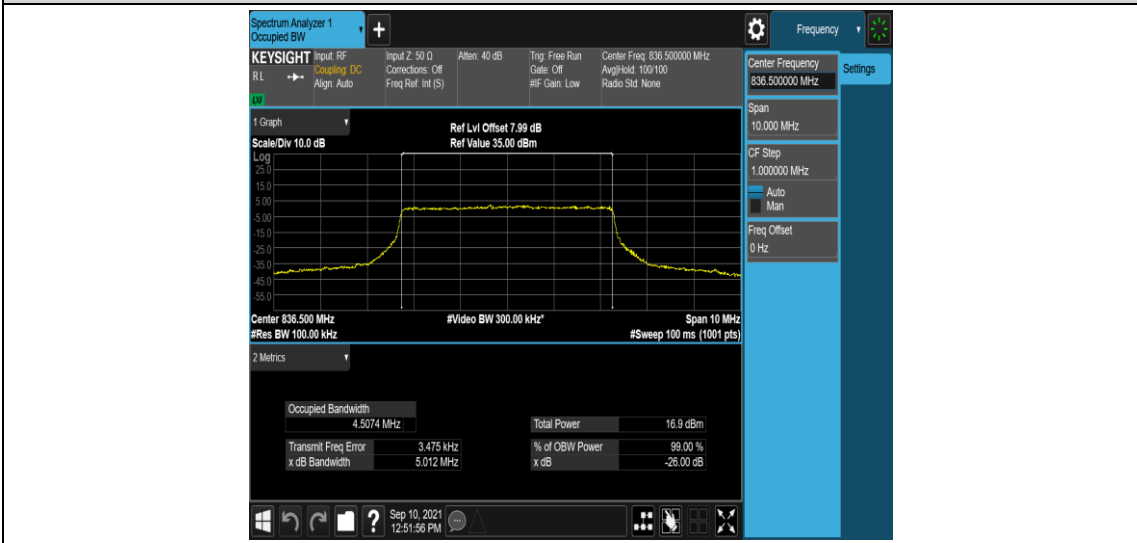 Spectrum Analyzer 1
Occupied BW
+
Frequency
KEYSIGHT
RL
LXI
Input: RF
Coupling: DC
Align: Auto
Input Z: 50 Ω
Corrections: Off
Freq Ref: Int (S)
Atten: 40 dB
Trig: Free Run
Gate: Off
#IF Gain: Low
Center Freq: 836.500000 MHz
Avg|Hold: 100/100
Radio Std: None
Center Frequency
836.500000 MHz
Settings
Span
10.000 MHz
CF Step
1.000000 MHz
Auto
Man
Freq Offset
0 Hz
1 Graph
Scale/Div 10.0 dB
Ref Lvl Offset 7.99 dB
Ref Value 35.00 dBm
Log
25.0
15.0
5.00
-5.00
-15.0
-25.0
-35.0
-45.0
-55.0
Center 836.500 MHz
#Video BW 300.00 kHz*
Span 10 MHz
#Res BW 100.00 kHz
#Sweep 100 ms (1001 pts)
2 Metrics
Occupied Bandwidth
4.5074 MHz
Total Power 16.9 dBm
Transmit Freq Error 3.475 kHz
% of OBW Power 99.00 %
x dB Bandwidth 5.012 MHz
x dB -26.00 dB
?
Sep 10, 2021
12:51:56 PM